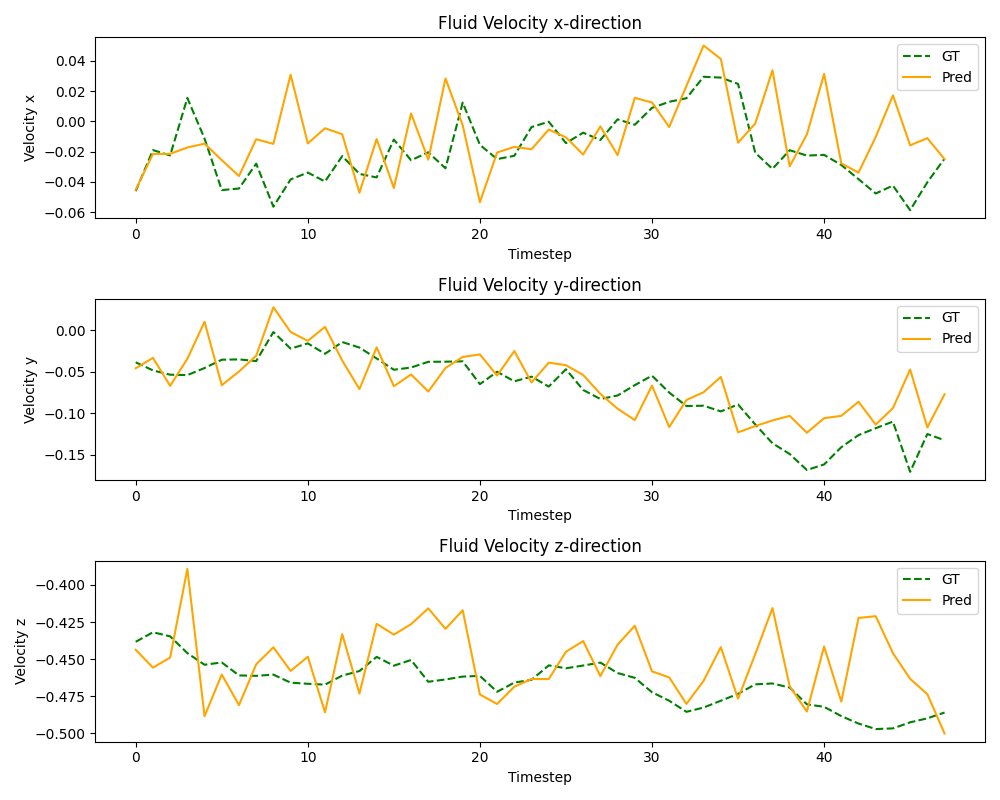 Fluid Velocity x-direction
Velocity x
0.04
0.02
0.00
−0.02
−0.04
−0.06
GT
Pred
0 10 20 30 40
Timestep
Fluid Velocity y-direction
Velocity y
0.00
−0.05
−0.10
−0.15
GT
Pred
0 10 20 30 40
Timestep
Fluid Velocity z-direction
Velocity z
−0.400
−0.425
−0.450
−0.475
−0.500
GT
Pred
0 10 20 30 40
Timestep